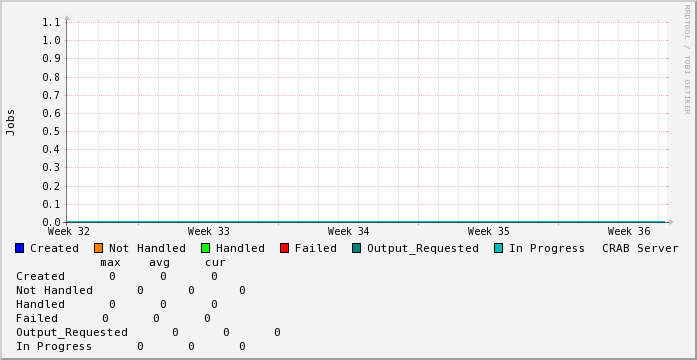 RRDTOOL / TOBI OETIKER
Jobs
1.1
1.0
0.9
0.8
0.7
0.6
0.5
0.4
0.3
0.2
0.1
0.0
Week 32 Week 33 Week 34 Week 35 Week 36
Created Not Handled Handled Failed Output_Requested In Progress CRAB Server
max avg cur
Created 0 0 0
Not Handled 0 0 0
Handled 0 0 0
Failed 0 0 0
Output_Requested 0 0 0
In Progress 0 0 0